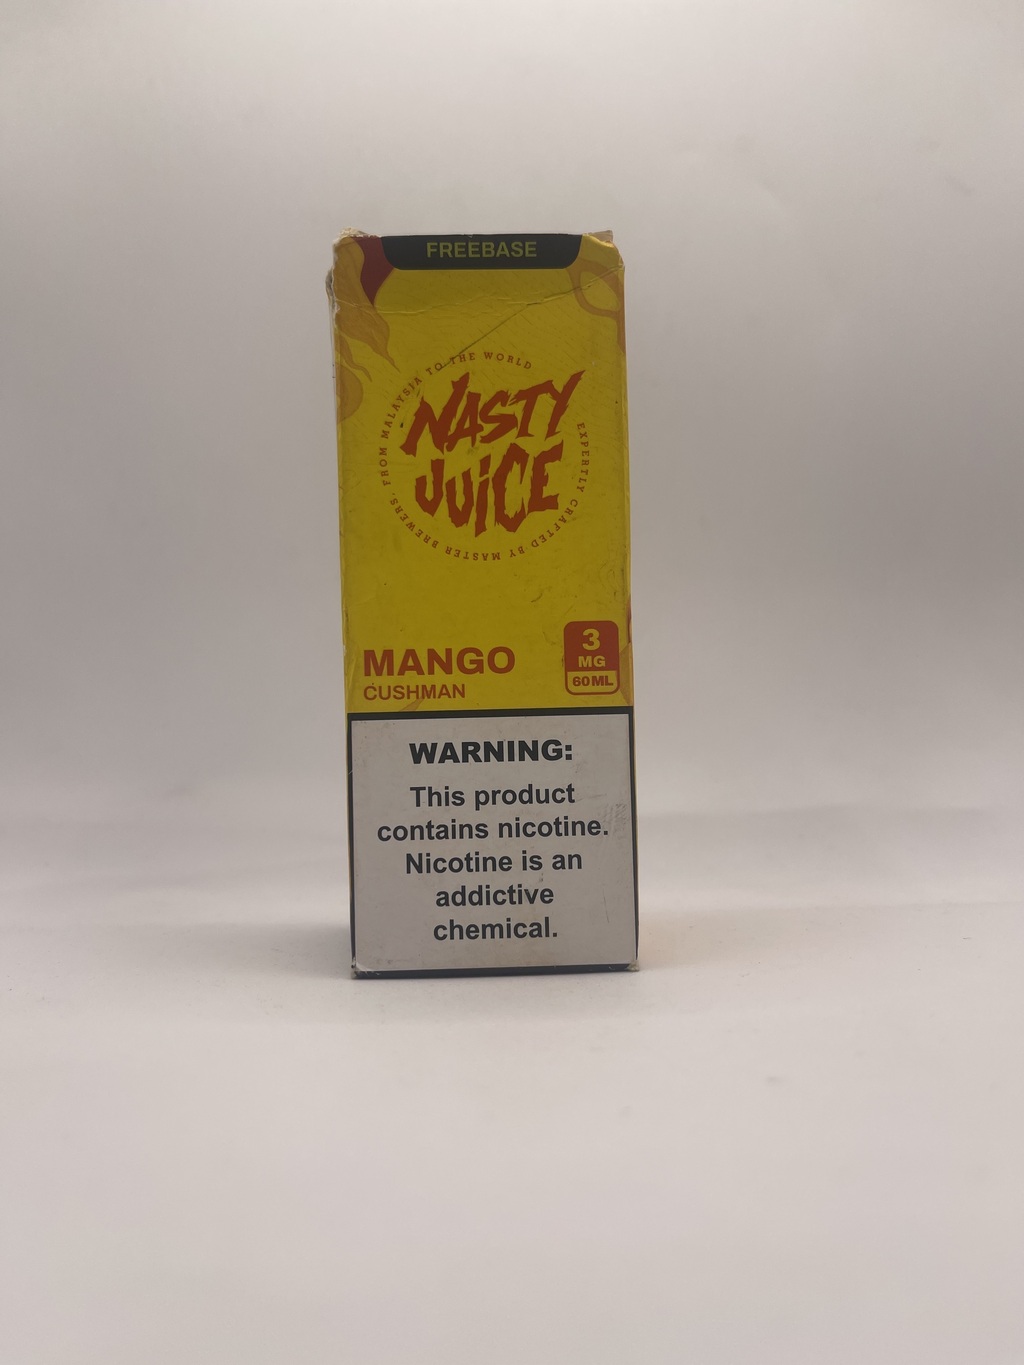 FREEBASE
EXPERTLY CRAFTED BY MASTER BREWERS, FROM MALAYSIA TO THE WORLD
NASTY
JUICE
MANGO
CUSHMAN
3
MG
60ML
WARNING:
This product
contains nicotine.
Nicotine is an
addictive
chemical.